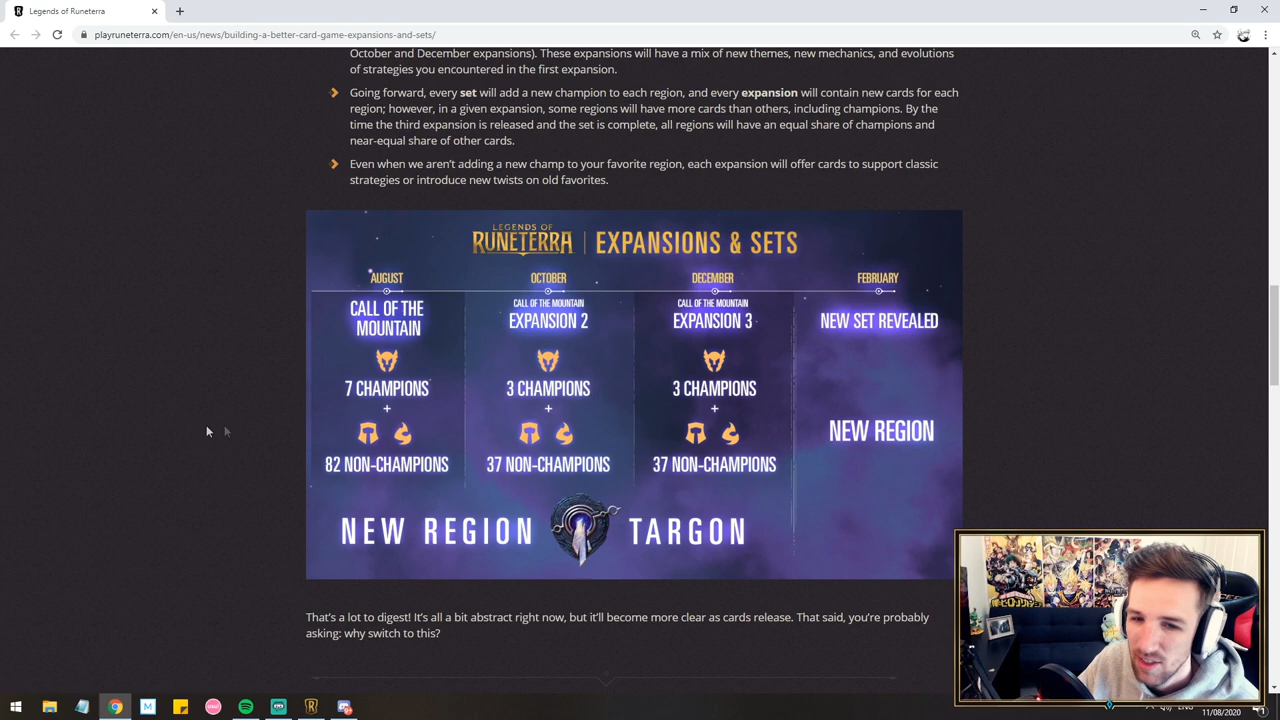 Legends of Runeterra
playruneterra.com/en-us/news/building-a-better-card-game-expansions-and-sets/
October and December expansions). These expansions will have a mix of new themes, new mechanics, and evolutions
of strategies you encountered in the first expansion.
Going forward, every set will add a new champion to each region, and every expansion will contain new cards for each
region; however, in a given expansion, some regions will have more cards than others, including champions. By the
time the third expansion is released and the set is complete, all regions will have an equal share of champions and
near-equal share of other cards.
Even when we aren't adding a new champ to your favorite region, each expansion will offer cards to support classic
strategies or introduce new twists on old favorites.
LEGENDS OF
RUNETERRA
EXPANSIONS & SETS
AUGUST
CALL OF THE
MOUNTAIN
7 CHAMPIONS
+
82 NON-CHAMPIONS
OCTOBER
CALL OF THE MOUNTAIN
EXPANSION 2
3 CHAMPIONS
+
37 NON-CHAMPIONS
DECEMBER
CALL OF THE MOUNTAIN
EXPANSION 3
3 CHAMPIONS
+
37 NON-CHAMPIONS
FEBRUARY
NEW SET REVEALED
NEW REGION
NEW REGION TARGON
That's a lot to digest! It's all a bit abstract right now, but it'll become more clear as cards release. That said, you're probably
asking: why switch to this?
osu!
M
11/08/2020